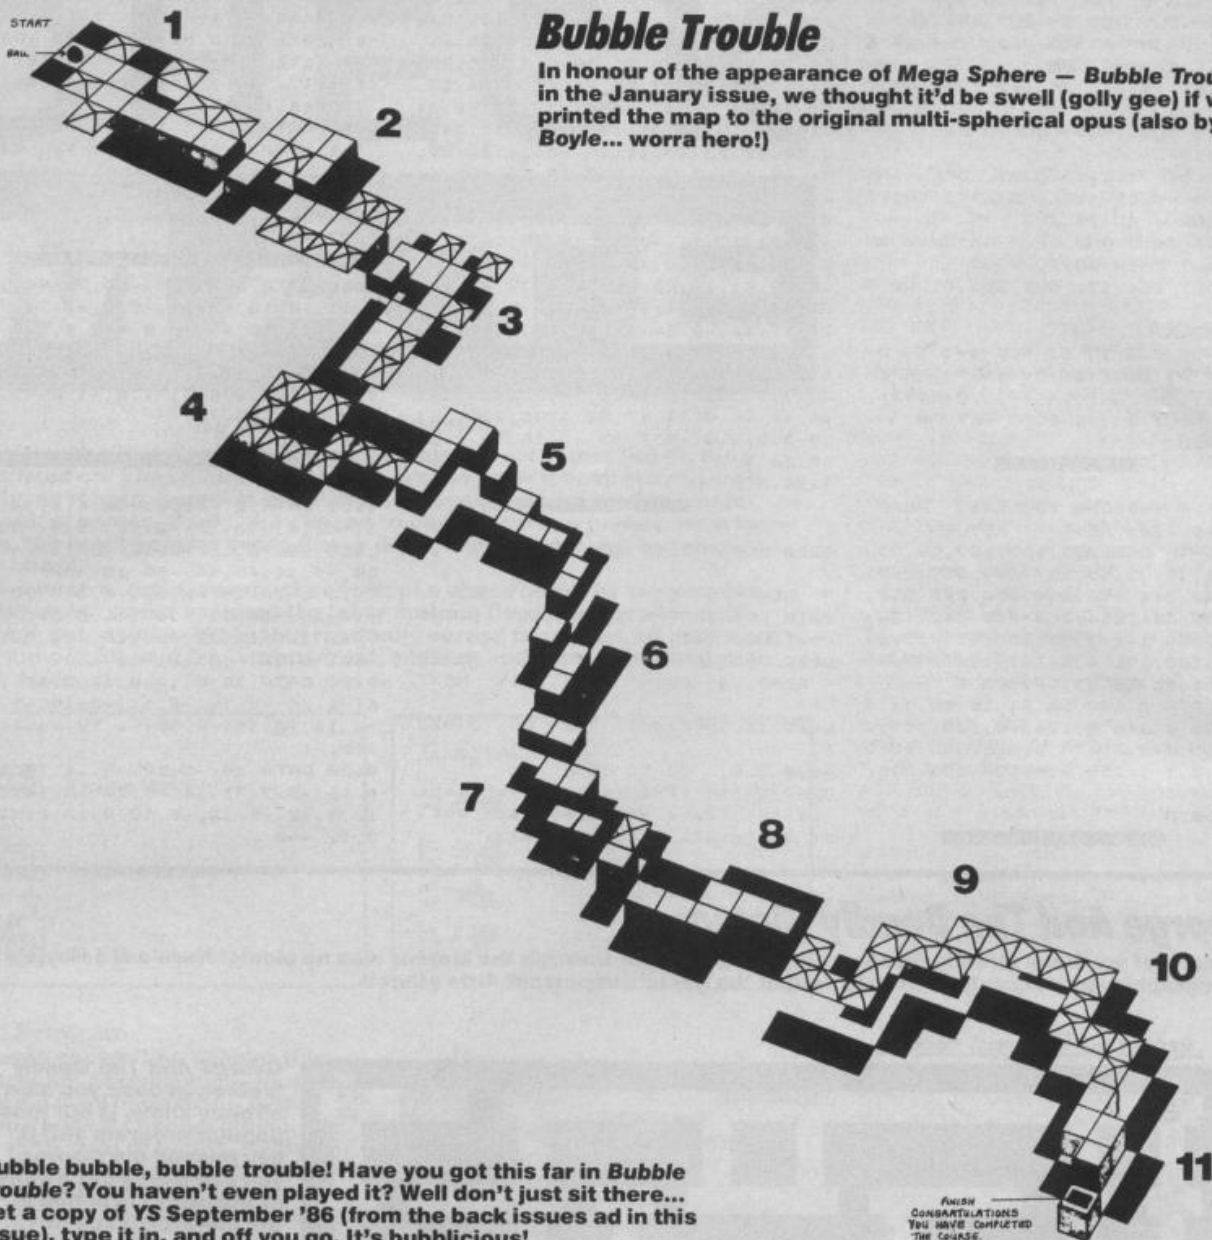 START
BALL
1
Bubble Trouble
In honour of the appearance of Mega Sphere — Bubble Trou
in the January issue, we thought it'd be swell (golly gee) if w
printed the map to the original multi-spherical opus (also by
Boyle... worra hero!)
2
3
4
5
6
7
8
9
10
11
ubble bubble, bubble trouble! Have you got this far in Bubble
rouble? You haven't even played it? Well don't just sit there...
et a copy of YS September '86 (from the back issues ad in this
sue), type it in, and off you go. It's bubblicious!
FINISH
CONGRATULATIONS
YOU HAVE COMPLETED
THE COURSE.